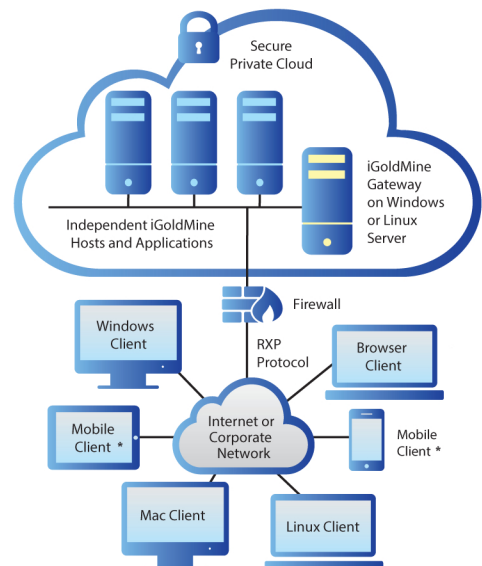 Secure
Private Cloud
iGoldMine
Gateway
on Windows
or Linux
Server
Independent iGoldMine
Hosts and Applications
Firewall
RXP
Protocol
Windows
Client
Browser
Client
Mobile
Client *
Internet or
Corporate
Network
Mobile
Client *
Mac Client
Linux Client